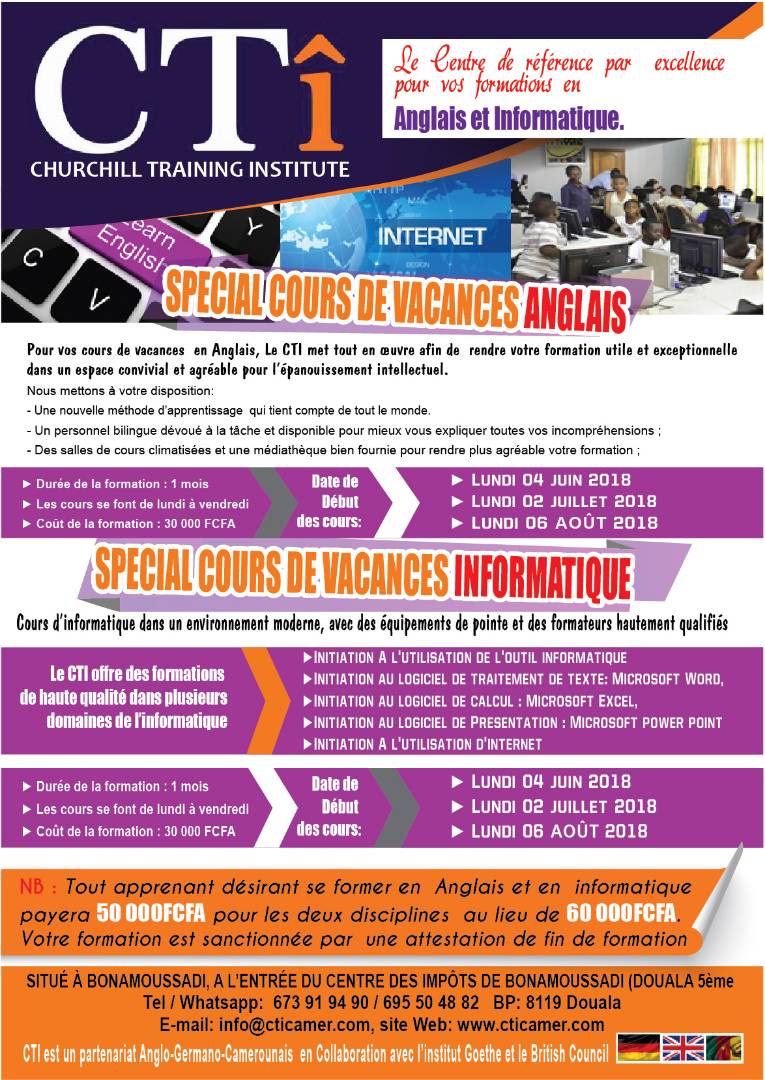 CTî
CHURCHILL TRAINING INSTITUTE
Le Centre de référence par excellence
pour vos formations en
Anglais et Informatique.
Learn
English
C
V
Y
HTTP
MAIL
INTERNET
DESIGN
SPECIAL COURS DE VACANCES ANGLAIS
Pour vos cours de vacances en Anglais, Le CTI met tout en œuvre afin de rendre votre formation utile et exceptionnelle
dans un espace convivial et agréable pour l'épanouissement intellectuel.
Nous mettons à votre disposition:
- Une nouvelle méthode d'apprentissage qui tient compte de tout le monde.
- Un personnel bilingue dévoué à la tâche et disponible pour mieux vous expliquer toutes vos incompréhensions ;
- Des salles de cours climatisées et une médiathèque bien fournie pour rendre plus agréable votre formation ;
► Durée de la formation : 1 mois
► Les cours se font de lundi à vendredi
► Coût de la formation : 30 000 FCFA
Date de
Début
des cours:
► LUNDI 04 JUIN 2018
► LUNDI 02 JUILLET 2018
► LUNDI 06 AOÛT 2018
SPECIAL COURS DE VACANCES INFORMATIQUE
Cours d'informatique dans un environnement moderne, avec des équipements de pointe et des formateurs hautement qualifiés
Le CTI offre des formations
de haute qualité dans plusieurs
domaines de l'informatique
►INITIATION A L'UTILISATION DE L'OUTIL INFORMATIQUE
►INITIATION AU LOGICIEL DE TRAITEMENT DE TEXTE: MICROSOFT WORD,
►INITIATION AU LOGICIEL DE CALCUL : MICROSOFT EXCEL,
►INITIATION AU LOGICIEL DE PRESENTATION : MICROSOFT POWER POINT
►INITIATION A L'UTILISATION D'INTERNET
► Durée de la formation : 1 mois
► Les cours se font de lundi à vendredi
► Coût de la formation : 30 000 FCFA
Date de
Début
des cours:
► LUNDI 04 JUIN 2018
► LUNDI 02 JUILLET 2018
► LUNDI 06 AOÛT 2018
NB : Tout apprenant désirant se former en Anglais et en informatique
payera 50 000FCFA pour les deux disciplines au lieu de 60 000FCFA.
Votre formation est sanctionnée par une attestation de fin de formation
SITUÉ À BONAMOUSSADI, A L'ENTRÉE DU CENTRE DES IMPÔTS DE BONAMOUSSADI (DOUALA 5ème
Tel / Whatsapp: 673 91 94 90 / 695 50 48 82 BP: 8119 Douala
E-mail: info@cticamer.com, site Web: www.cticamer.com
CTI est un partenariat Anglo-Germano-Camerounais en Collaboration avec l'institut Goethe et le British Council